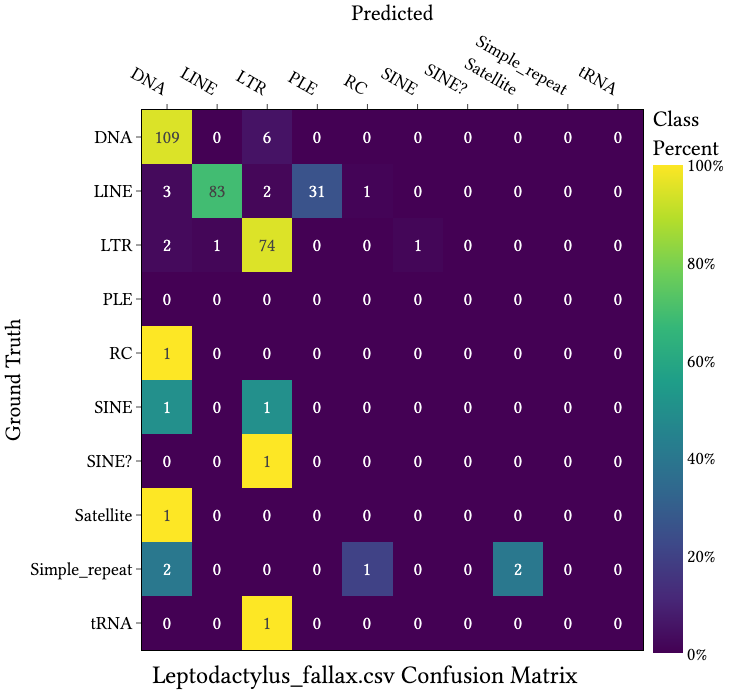 Predicted
DNA LINE LTR PLE RC SINE SINE? Satellite Simple_repeat tRNA
Class
Percent
Ground Truth
DNA 109 0 6 0 0 0 0 0 0 0
LINE 3 83 2 31 1 0 0 0 0 0
LTR 2 1 74 0 0 1 0 0 0 0
PLE 0 0 0 0 0 0 0 0 0 0
RC 1 0 0 0 0 0 0 0 0 0
SINE 1 0 1 0 0 0 0 0 0 0
SINE? 0 0 1 0 0 0 0 0 0 0
Satellite 1 0 0 0 0 0 0 0 0 0
Simple_repeat 2 0 0 0 1 0 0 2 0 0
tRNA 0 0 1 0 0 0 0 0 0 0
100%
80%
60%
40%
20%
0%
Leptodactylus_fallax.csv Confusion Matrix